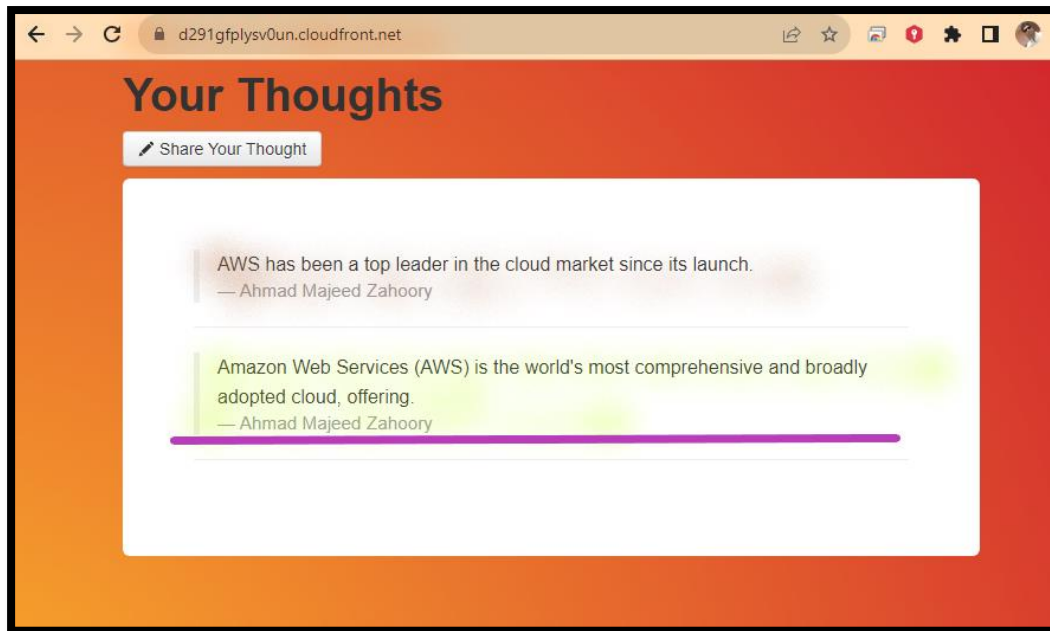 d291gfplysv0un.cloudfront.net
Your Thoughts
Share Your Thought
AWS has been a top leader in the cloud market since its launch.
— Ahmad Majeed Zahoory
Amazon Web Services (AWS) is the world's most comprehensive and broadly
adopted cloud, offering.
— Ahmad Majeed Zahoory